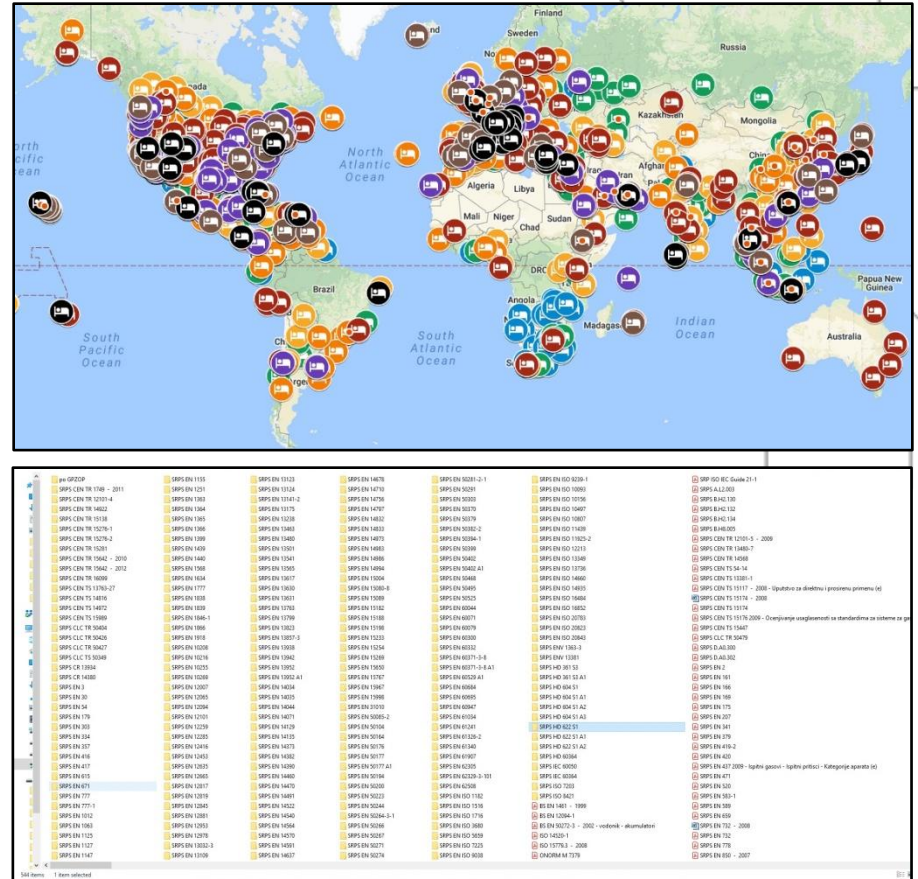 Finland
Sweden
Russia
North
Atlantic
Ocean
Mongolia
Algeria
Libya
Mali
Niger
Chad
Sudan
DRC
Brazil
Angola
Papua New
Guinea
Indian
Ocean
Australia
South
Pacific
Ocean
South
Atlantic
Ocean
po GPZOP
SRPS CEN TR 1749 - 2011
SRPS CEN TR 12101-4
SRPS CEN TR 14922
SRPS CEN TR 15138
SRPS CEN TR 15276-1
SRPS CEN TR 15276-2
SRPS CEN TR 15281
SRPS CEN TR 15642 - 2010
SRPS CEN TR 15642 - 2012
SRPS CEN TR 16099
SRPS CEN TS 13763-27
SRPS CEN TS 14816
SRPS CEN TS 14972
SRPS CEN TS 15989
SRPS CLC TR 50404
SRPS CLC TR 50426
SRPS CLC TR 50427
SRPS CLC TS 50349
SRPS CR 13934
SRPS CR 14388
SRPS EN 3
SRPS EN 30
SRPS EN 54
SRPS EN 179
SRPS EN 303
SRPS EN 334
SRPS EN 357
SRPS EN 416
SRPS EN 417
SRPS EN 615
SRPS EN 671
SRPS EN 777
SRPS EN 777-1
SRPS EN 1012
SRPS EN 1063
SRPS EN 1125
SRPS EN 1127
SRPS EN 1147
SRPS EN 1155
SRPS EN 1251
SRPS EN 1363
SRPS EN 1364
SRPS EN 1365
SRPS EN 1366
SRPS EN 1399
SRPS EN 1439
SRPS EN 1440
SRPS EN 1568
SRPS EN 1634
SRPS EN 1777
SRPS EN 1838
SRPS EN 1839
SRPS EN 1846-1
SRPS EN 1866
SRPS EN 1918
SRPS EN 10208
SRPS EN 10216
SRPS EN 10255
SRPS EN 12007
SRPS EN 12065
SRPS EN 12094
SRPS EN 12101
SRPS EN 12259
SRPS EN 12285
SRPS EN 12416
SRPS EN 12453
SRPS EN 12635
SRPS EN 12665
SRPS EN 12817
SRPS EN 12819
SRPS EN 12845
SRPS EN 12881
SRPS EN 12953
SRPS EN 12978
SRPS EN 13032-3
SRPS EN 13109
SRPS EN 13123
SRPS EN 13124
SRPS EN 13141-2
SRPS EN 13175
SRPS EN 13238
SRPS EN 13463
SRPS EN 13480
SRPS EN 13501
SRPS EN 13541
SRPS EN 13565
SRPS EN 13617
SRPS EN 13630
SRPS EN 13631
SRPS EN 13763
SRPS EN 13799
SRPS EN 13823
SRPS EN 13857-3
SRPS EN 13938
SRPS EN 13942
SRPS EN 13952
SRPS EN 13952 A1
SRPS EN 14034
SRPS EN 14035
SRPS EN 14044
SRPS EN 14071
SRPS EN 14129
SRPS EN 14135
SRPS EN 14373
SRPS EN 14382
SRPS EN 14390
SRPS EN 14460
SRPS EN 14470
SRPS EN 14491
SRPS EN 14522
SRPS EN 14540
SRPS EN 14564
SRPS EN 14570
SRPS EN 14591
SRPS EN 14637
SRPS EN 14678
SRPS EN 14710
SRPS EN 14756
SRPS EN 14797
SRPS EN 14832
SRPS EN 14833
SRPS EN 14973
SRPS EN 14983
SRPS EN 14986
SRPS EN 14994
SRPS EN 15004
SRPS EN 15089
SRPS EN 15182
SRPS EN 15188
SRPS EN 15198
SRPS EN 15233
SRPS EN 15254
SRPS EN 15269
SRPS EN 15650
SRPS EN 15767
SRPS EN 15967
SRPS EN 15998
SRPS EN 31010
SRPS EN 50085-2
SRPS EN 50104
SRPS EN 50164
SRPS EN 50176
SRPS EN 50177
SRPS EN 50177 A1
SRPS EN 50194
SRPS EN 50200
SRPS EN 50223
SRPS EN 50244
SRPS EN 50264-3-1
SRPS EN 50266
SRPS EN 50267
SRPS EN 50271
SRPS EN 50274
SRPS EN 50281-2-1
SRPS EN 50291
SRPS EN 50303
SRPS EN 50370
SRPS EN 50379
SRPS EN 50382-2
SRPS EN 50394-1
SRPS EN 50399
SRPS EN 50402
SRPS EN 50402 A1
SRPS EN 50468
SRPS EN 50495
SRPS EN 50525
SRPS EN 60044
SRPS EN 60071
SRPS EN 60079
SRPS EN 60300
SRPS EN 60332
SRPS EN 60529 A1
SRPS EN 60664
SRPS EN 60695
SRPS EN 60947
SRPS EN 61034
SRPS EN 61241
SRPS EN 61340
SRPS EN 62305
SRPS EN 62508
SRPS EN ISO 1182
SRPS EN ISO 1516
SRPS EN ISO 1716
SRPS EN ISO 3680
SRPS EN ISO 5659
SRPS EN ISO 7225
SRPS EN ISO 9038
SRPS EN ISO 9239-1
SRPS EN ISO 10093
SRPS EN ISO 10156
SRPS EN ISO 10497
SRPS EN ISO 10807
SRPS EN ISO 11439
SRPS EN ISO 11925-2
SRPS EN ISO 12213
SRPS EN ISO 13349
SRPS EN ISO 13736
SRPS EN ISO 14660
SRPS EN ISO 14935
SRPS EN ISO 16484
SRPS EN ISO 16852
SRPS EN ISO 20783
SRPS EN ISO 20823
SRPS EN ISO 20843
SRPS ENV 1363-3
SRPS ENV 13381
SRPS HD 361 S3
SRPS HD 361 S3 A1
SRPS HD 604 S1
SRPS HD 604 S1 A1
SRPS HD 604 S1 A2
SRPS HD 604 S1 A3
SRPS HD 622 S1
SRPS HD 622 S1 A1
SRPS HD 622 S1 A2
SRPS HD 60364
SRPS IEC 60050
SRPS IEC 60364
SRPS ISO 7203
SRPS ISO 8421
BS EN 1461 - 1999
BS EN 12094-1
BS EN 50272-3 - 2002 - vodonik - akumulatori
ISO 14520-1
ISO 15779.3 - 2008
ONORM M 7379
SRP ISO IEC Guide 21-1
SRPS A.L2.003
SRPS B.H2.130
SRPS B.H2.132
SRPS B.H2.134
SRPS B.H8.005
SRPS CEN TR 12101-5 - 2009
SRPS CEN TR 13480-7
SRPS CEN TR 14568
SRPS CEN TS 54-14
SRPS CEN TS 13381-1
SRPS CEN TS 15117 - 2008 - Uputstvo za direktnu i prosirenu primenu (e)
SRPS CEN TS 15174 - 2008
SRPS CEN TS 15174
SRPS CEN TS 15176 2009 - Ocenjivanje usaglasenosti sa standardima za sisteme za ga
SRPS CEN TS 15447
SRPS CLC TR 50479
SRPS D.A0.300
SRPS D.A0.302
SRPS EN 2
SRPS EN 161
SRPS EN 166
SRPS EN 169
SRPS EN 175
SRPS EN 207
SRPS EN 341
SRPS EN 379
SRPS EN 419-2
SRPS EN 420
SRPS EN 437 2009 - Ispitni gasovi - Ispitni pritisci - Kategorije aparata (e)
SRPS EN 471
SRPS EN 520
SRPS EN 583-1
SRPS EN 589
SRPS EN 659
SRPS EN 732 - 2008
SRPS EN 732
SRPS EN 778
SRPS EN 850 - 2007
544 items
1 item selected